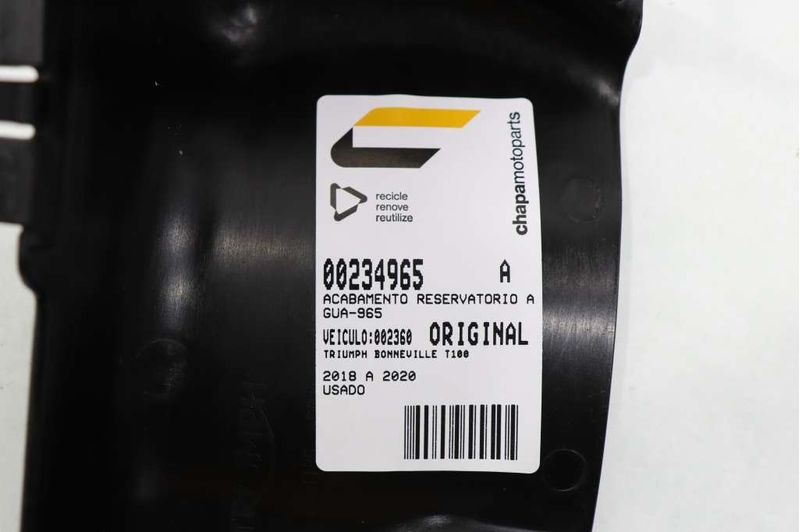 chapamotoparts
recicle
renove
reutilize
00234965 A
ACABAMENTO RESERVATORIO A
GUA-965
VEICULO:002360 ORIGINAL
TRIUMPH BONNEVILLE T100
2018 A 2020
USADO